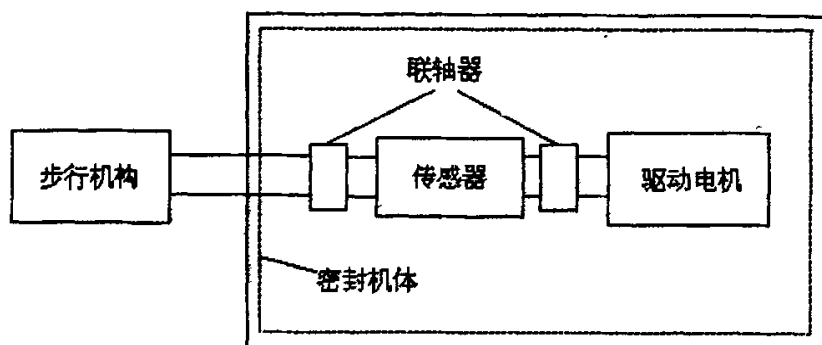 联轴器
步行机构
传感器
驱动电机
密封机体